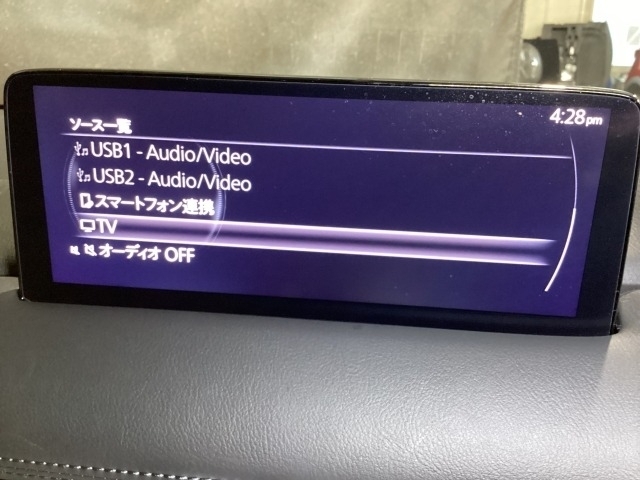 4:28pm
ソース一覧
USB1 - Audio/Video
USB2 - Audio/Video
スマートフォン連携
TV
オーディオ OFF